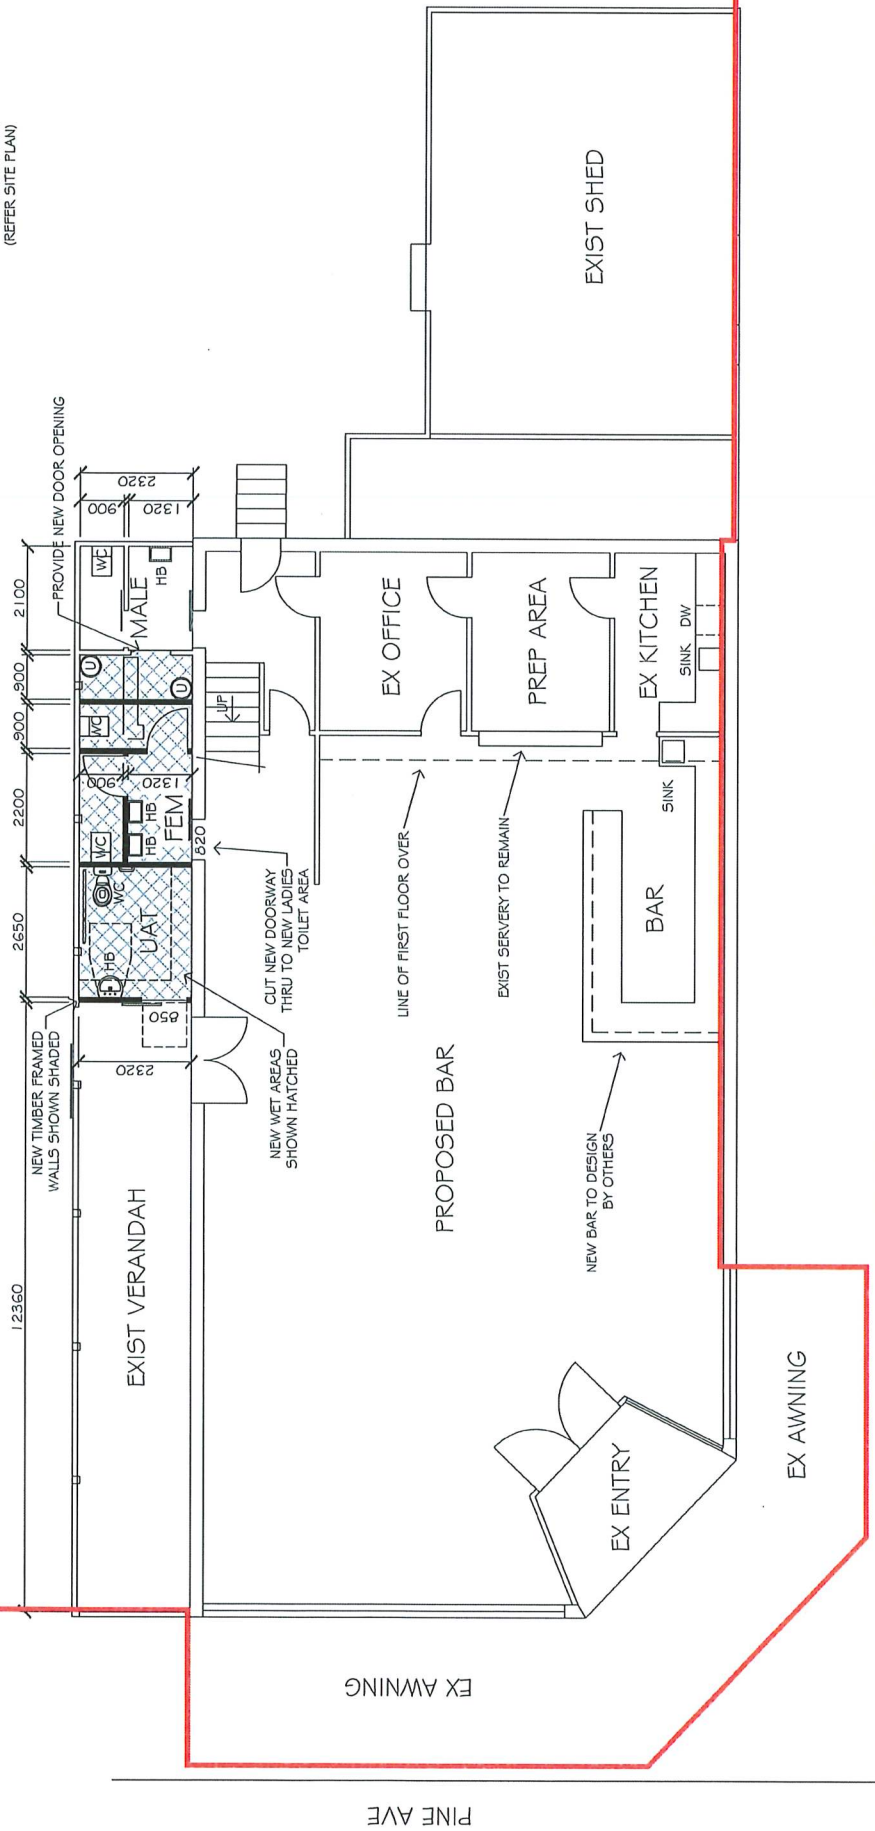 (REFER SITE PLAN)
PROVIDE NEW DOOR OPENING
12360
2650
2200
900
900
2100
2320
900
1320
NEW TIMBER FRAMED
WALLS SHOWN SHADED
EXIST VERANDAH
2320
850
HB
UAT
WC
WC
HB
HB
FEM
900
1320
820
WC
U
U
MALE
WC
HB
UP
CUT NEW DOORWAY
THRU TO NEW LADIES
TOILET AREA
NEW WET AREAS
SHOWN HATCHED
LINE OF FIRST FLOOR OVER
EXIST SERVERY TO REMAIN
EX OFFICE
PREP AREA
EX KITCHEN
SINK
DW
SINK
BAR
PROPOSED BAR
NEW BAR TO DESIGN
BY OTHERS
EXIST SHED
EX ENTRY
EX AWNING
EX AWNING
PINE AVE